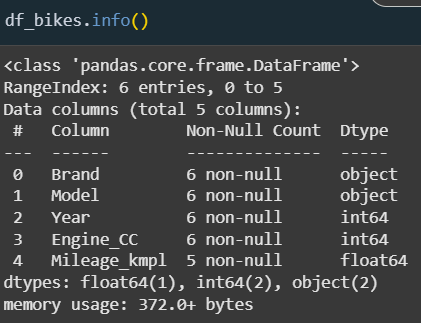 df_bikes.info()
<class 'pandas.core.frame.DataFrame'>
RangeIndex: 6 entries, 0 to 5
Data columns (total 5 columns):
 #   Column        Non-Null Count  Dtype
---  ------        --------------  -----
 0   Brand         6 non-null      object
 1   Model         6 non-null      object
 2   Year          6 non-null      int64
 3   Engine_CC     6 non-null      int64
 4   Mileage_kmpl  5 non-null      float64
dtypes: float64(1), int64(2), object(2)
memory usage: 372.0+ bytes